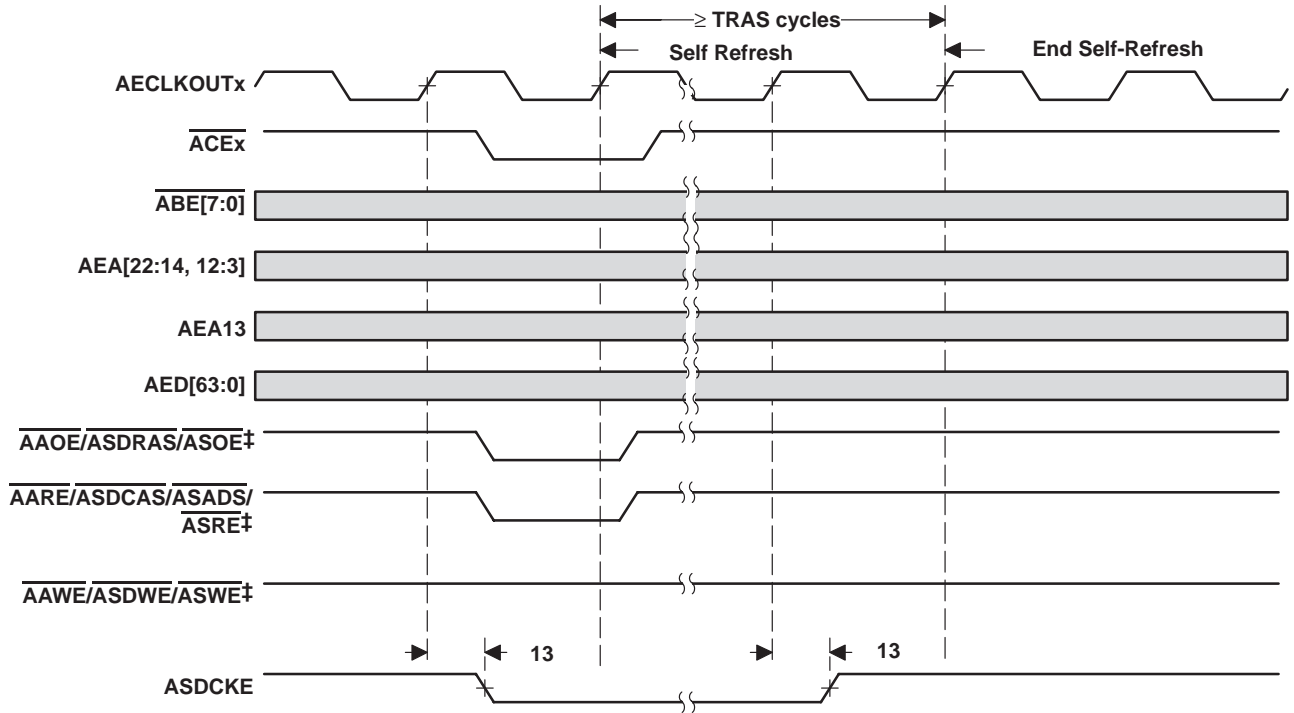 ≥ TRAS cycles
Self Refresh
End Self-Refresh
AECLKOUTx
ACEx
ABE[7:0]
AEA[22:14, 12:3]
AEA13
AED[63:0]
AAOE/ASDRAS/ASOE‡
AARE/ASDCAS/ASADS/
ASRE‡
AAWE/ASDWE/ASWE‡
13
13
ASDCKE